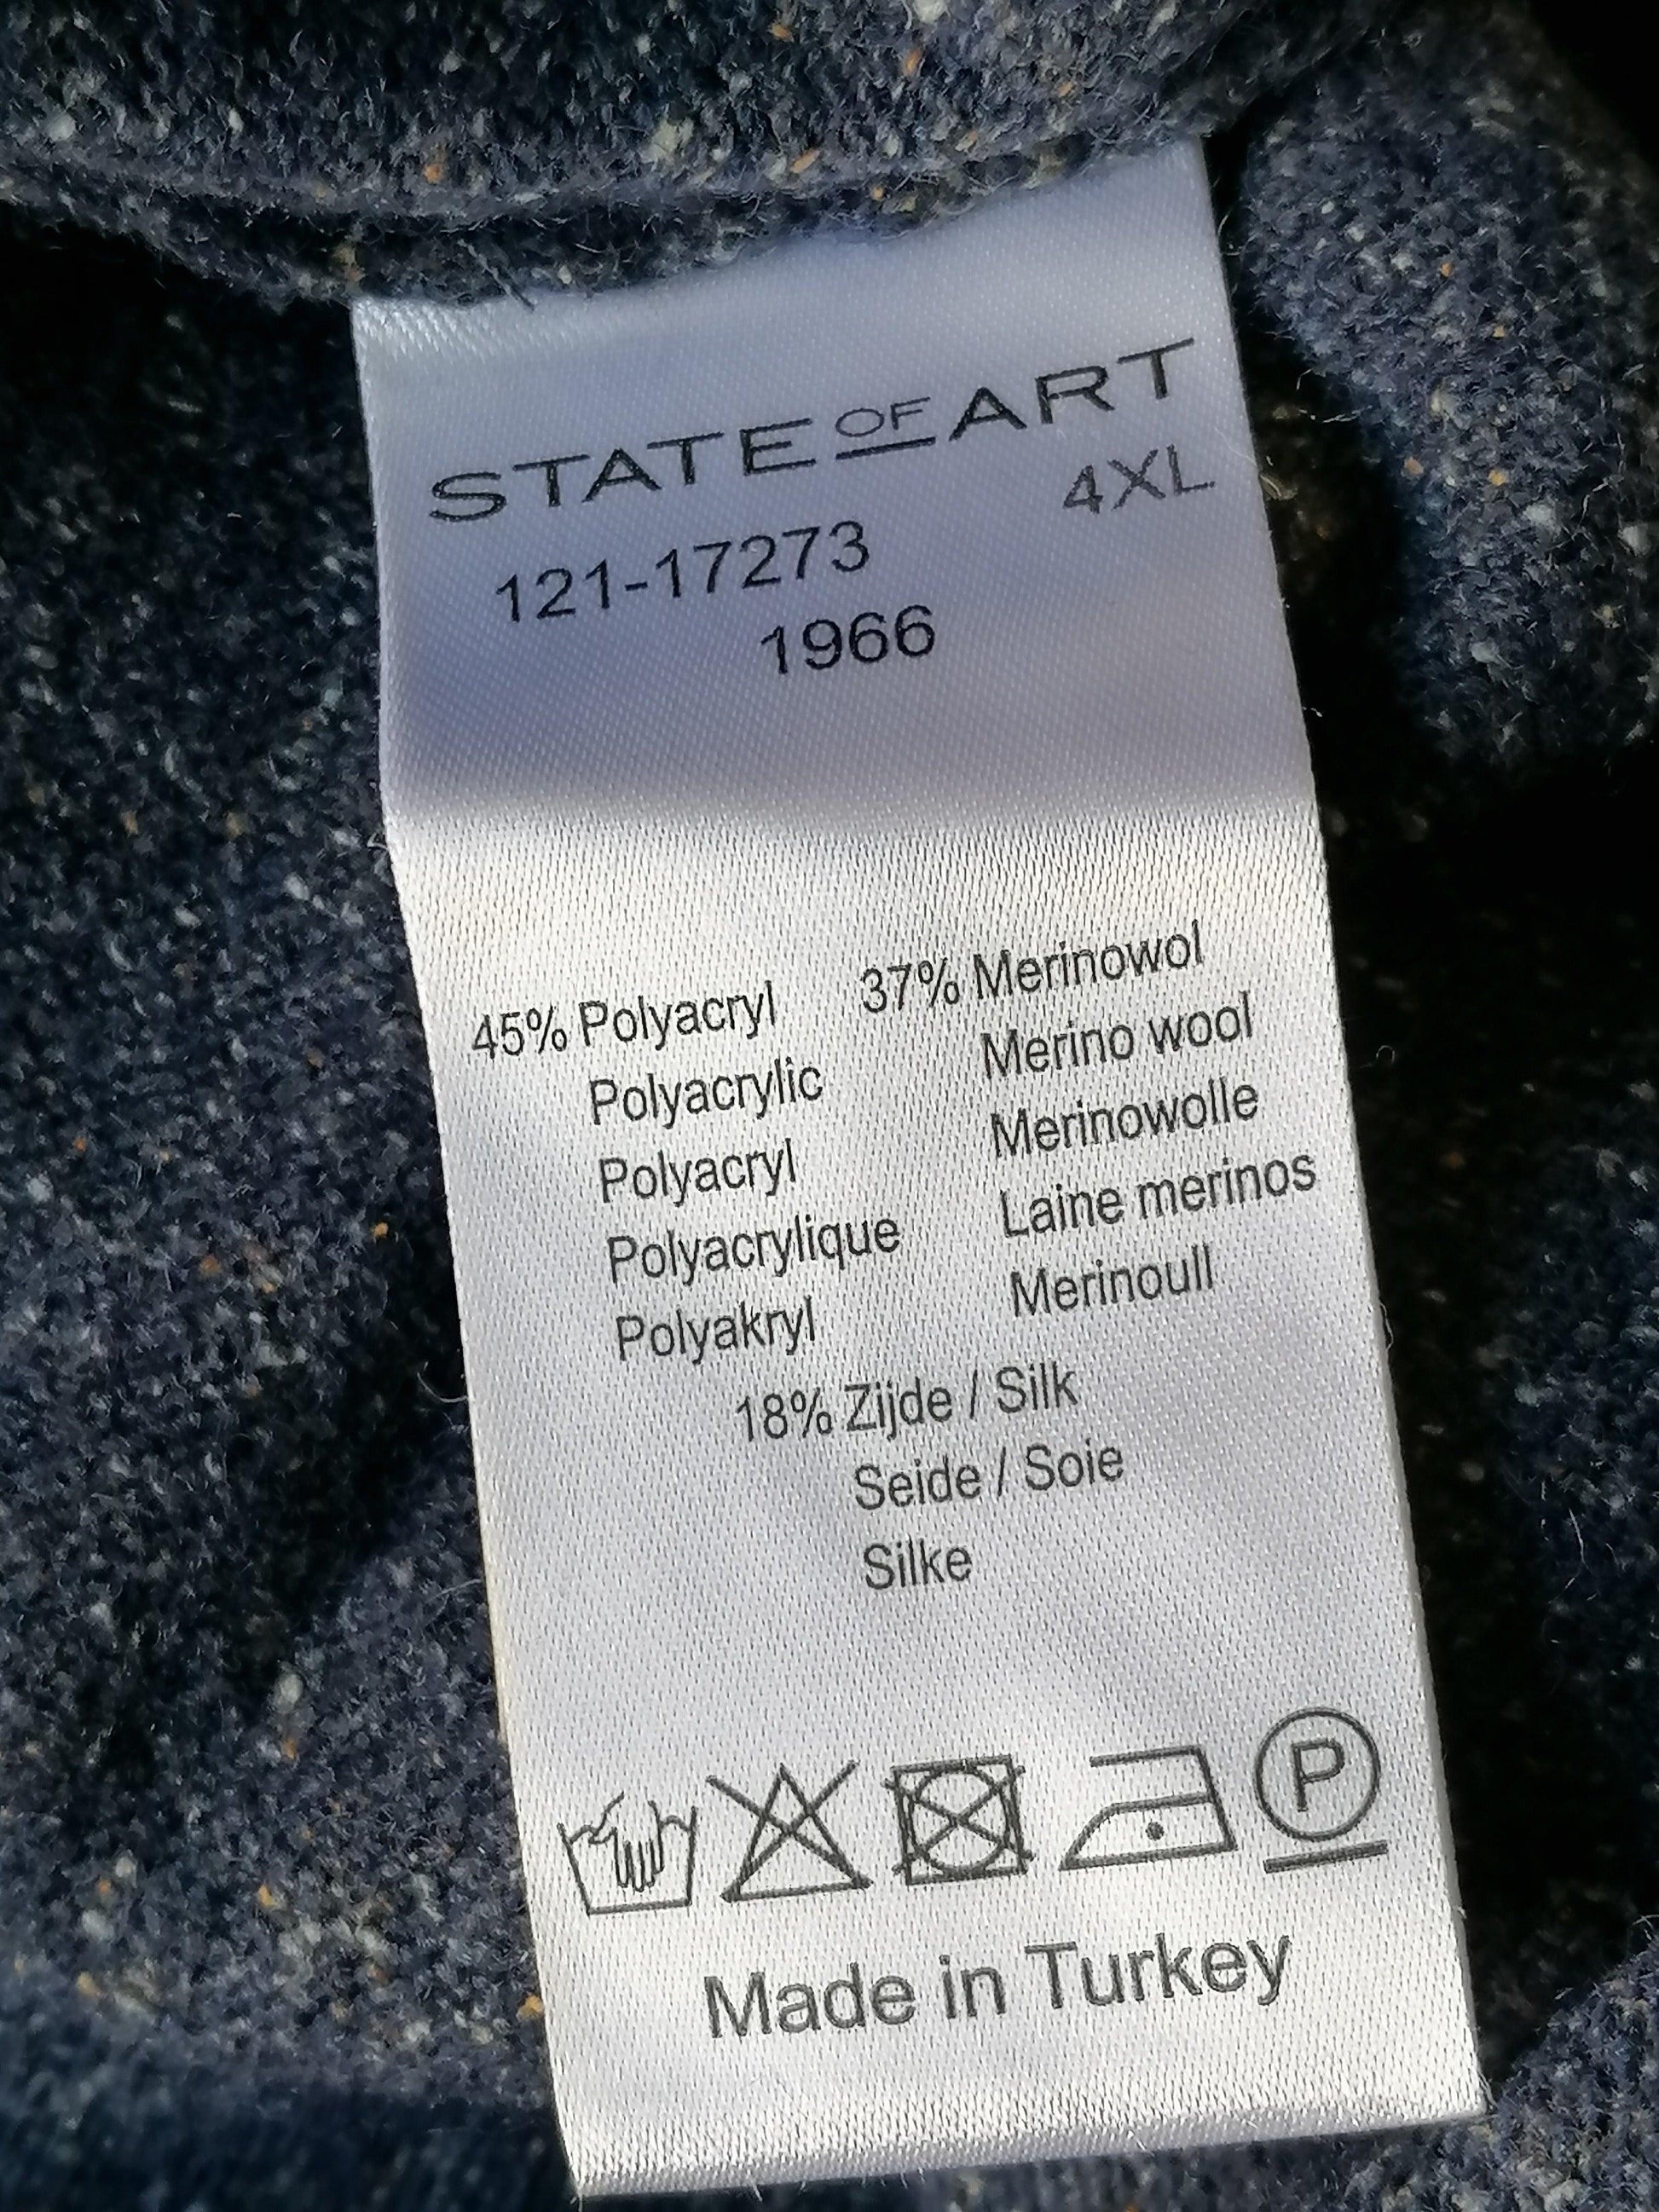 STATE OF ART
4XL
121-17273
1966
45% Polyacryl 37% Merinowol
Polyacrylic Merino wool
Polyacryl Merinowolle
Polyacrylique Laine merinos
Polyakryl Merinoull
18% Zijde / Silk
Seide / Soie
Silke
P
Made in Turkey